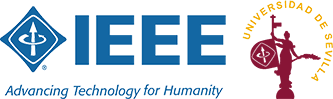 IEEE
Advancing Technology for Humanity
UNIVERSIDAD DE SEVILLA